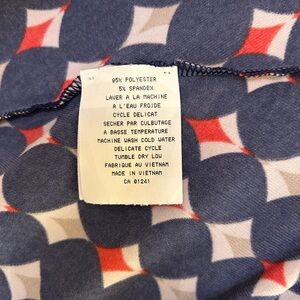 95% POLYESTER
5% SPANDEX
LAVER A LA MACHINE
A L'EAU FROIDE
CYCLE DELICAT
SECHER PAR CULBUTAGE
A BASSE TEMPERATURE
MACHINE WASH COLD WATER
DELICATE CYCLE
TUMBLE DRY LOW
FABRIQUE AU VIETNAM
MADE IN VIETNAM
CA 01241